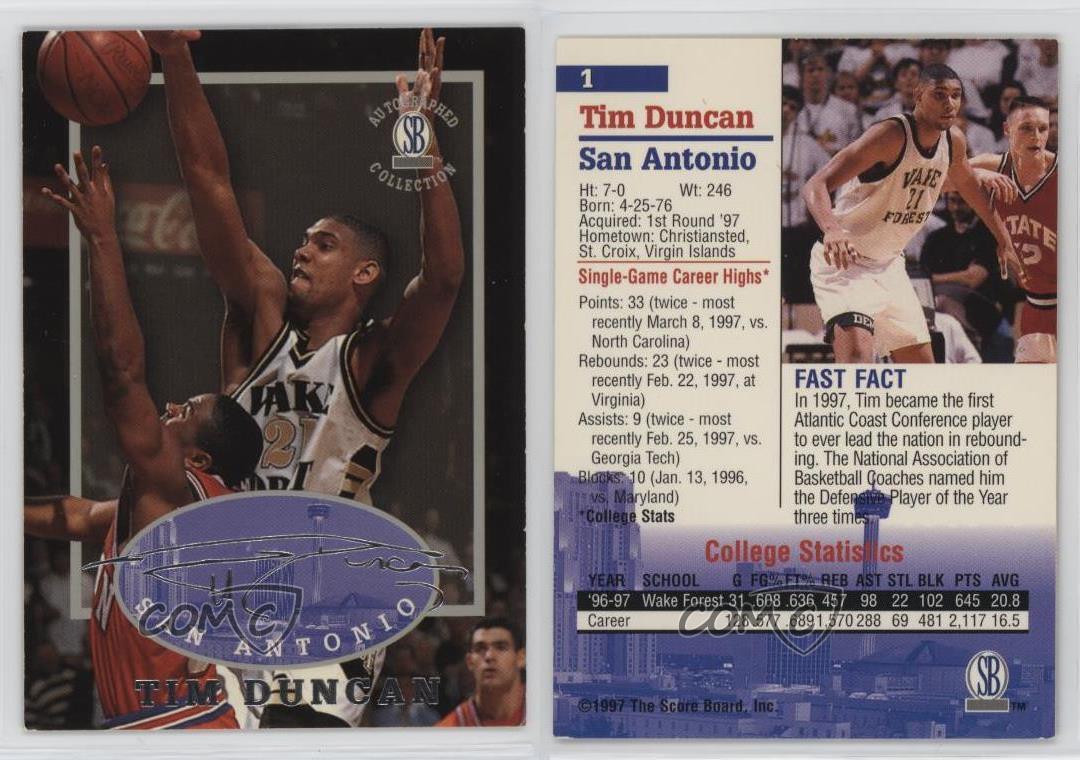 AUTOGRAPHED
SB
COLLECTION
WAKE
21
SAN ANTONIO
TIM DUNCAN
COMC
1
Tim Duncan
San Antonio
Ht: 7-0 Wt: 246
Born: 4-25-76
Acquired: 1st Round '97
Hometown: Christiansted,
St. Croix, Virgin Islands
Single-Game Career Highs*
Points: 33 (twice - most
recently March 8, 1997, vs.
North Carolina)
Rebounds: 23 (twice - most
recently Feb. 22, 1997, at
Virginia)
Assists: 9 (twice - most
recently Feb. 25, 1997, vs.
Georgia Tech)
Blocks: 10 (Jan. 13, 1996,
vs. Maryland)
*College Stats
WAKE
21
FOREST
STATE
FAST FACT
In 1997, Tim became the first
Atlantic Coast Conference player
to ever lead the nation in rebound-
ing. The National Association of
Basketball Coaches named him
the Defensive Player of the Year
three times.
College Statistics
YEAR SCHOOL G FG% FT% REB AST STL BLK PTS AVG
'96-97 Wake Forest 31 .608 .636 457 98 22 102 645 20.8
Career .577 .689 1,570 288 69 481 2,117 16.5
COMC
SB
TM
©1997 The Score Board, Inc.